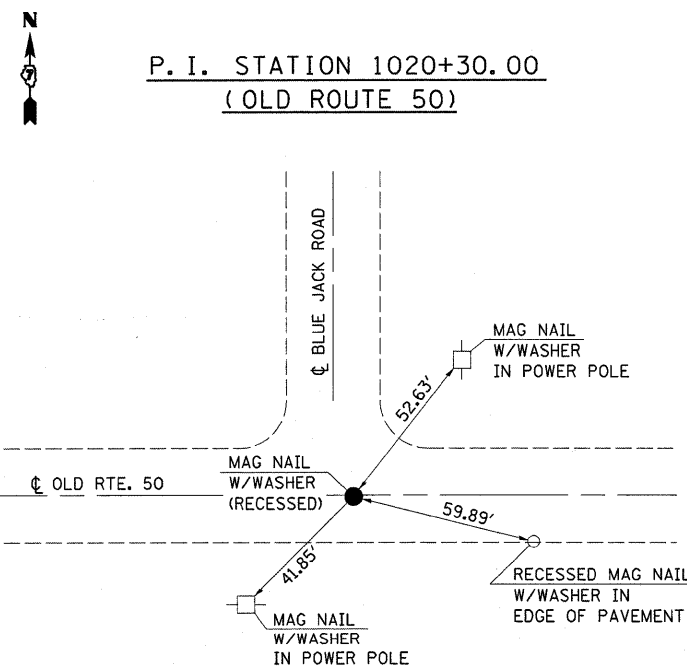 N
P. I. STATION 1020+30.00
(OLD ROUTE 50)
℄ BLUE JACK ROAD
MAG NAIL
W/WASHER
IN POWER POLE
52.63'
℄ OLD RTE. 50
MAG NAIL
W/WASHER
(RECESSED)
59.89'
41.85'
RECESSED MAG NAIL
W/WASHER IN
EDGE OF PAVEMENT
MAG NAIL
W/WASHER
IN POWER POLE